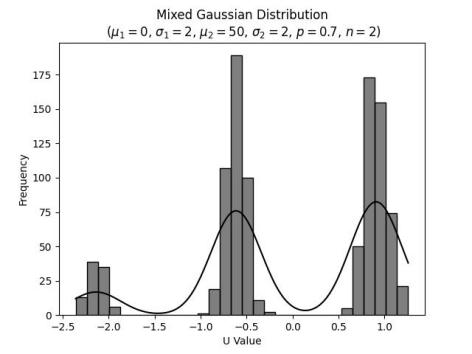 Mixed Gaussian Distribution
(μ₁ = 0, σ₁ = 2, μ₂ = 50, σ₂ = 2, p = 0.7, n = 2)
175
150
125
100
75
50
25
0
Frequency
−2.5 −2.0 −1.5 −1.0 −0.5 0.0 0.5 1.0
U Value